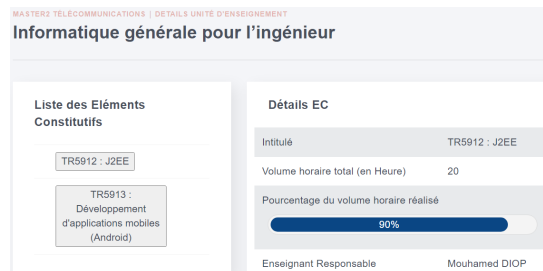 MASTER2 TÉLÉCOMMUNICATIONS | DETAILS UNITÉ D'ENSEIGNEMENT
Informatique générale pour l'ingénieur
Liste des Eléments
Constitutifs
TR5912 : J2EE
TR5913 :
Développement
d'applications mobiles
(Android)
Détails EC
Intitulé TR5912 : J2EE
Volume horaire total (en Heure) 20
Pourcentage du volume horaire réalisé
90%
Enseignant Responsable Mouhamed DIOP